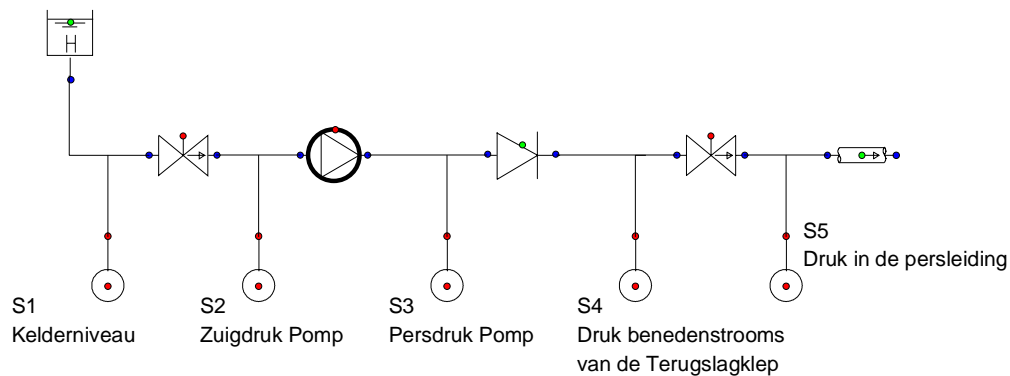 H
S1
Kelderniveau
S2
Zuigdruk Pomp
S3
Persdruk Pomp
S4
Druk benedenstrooms
van de Terugslagklep
S5
Druk in de persleiding